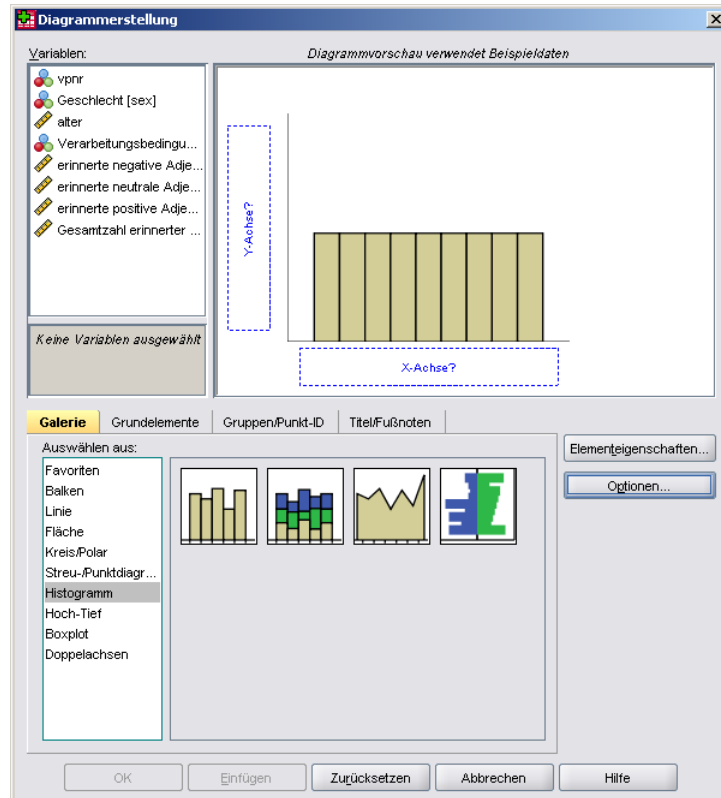 Diagrammerstellung
Variablen:
Diagrammvorschau verwendet Beispieldaten
vpnr
Geschlecht [sex]
alter
Verarbeitungsbedingu...
erinnerte negative Adje...
erinnerte neutrale Adje...
erinnerte positive Adje...
Gesamtzahl erinnerter ...
Keine Variablen ausgewählt
Y-Achse?
X-Achse?
Galerie
Grundelemente
Gruppen/Punkt-ID
Titel/Fußnoten
Auswählen aus:
Favoriten
Balken
Linie
Fläche
Kreis/Polar
Streu-/Punktdiagr...
Histogramm
Hoch-Tief
Boxplot
Doppelachsen
Elementeigenschaften...
Optionen...
OK
Einfügen
Zurücksetzen
Abbrechen
Hilfe